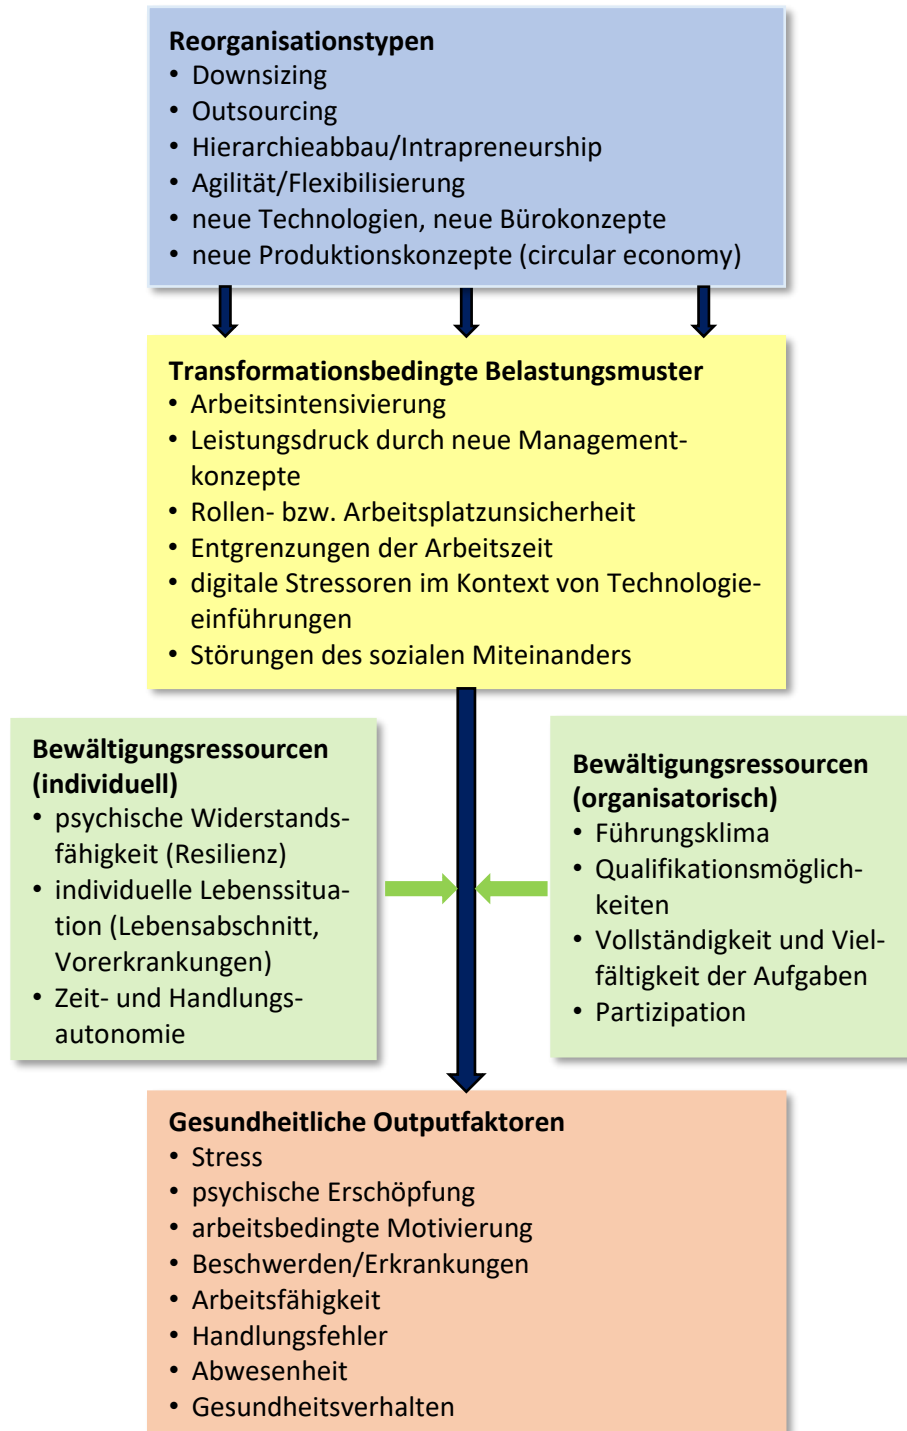 Reorganisationstypen
• Downsizing
• Outsourcing
• Hierarchieabbau/Intrapreneurship
• Agilität/Flexibilisierung
• neue Technologien, neue Bürokonzepte
• neue Produktionskonzepte (circular economy)
Transformationsbedingte Belastungsmuster
• Arbeitsintensivierung
• Leistungsdruck durch neue Management-
konzepte
• Rollen- bzw. Arbeitsplatzunsicherheit
• Entgrenzungen der Arbeitszeit
• digitale Stressoren im Kontext von Technologie-
einführungen
• Störungen des sozialen Miteinanders
Bewältigungsressourcen
(individuell)
• psychische Widerstands-
fähigkeit (Resilienz)
• individuelle Lebenssitua-
tion (Lebensabschnitt,
Vorerkrankungen)
• Zeit- und Handlungs-
autonomie
Bewältigungsressourcen
(organisatorisch)
• Führungsklima
• Qualifikationsmöglich-
keiten
• Vollständigkeit und Viel-
fältigkeit der Aufgaben
• Partizipation
Gesundheitliche Outputfaktoren
• Stress
• psychische Erschöpfung
• arbeitsbedingte Motivierung
• Beschwerden/Erkrankungen
• Arbeitsfähigkeit
• Handlungsfehler
• Abwesenheit
• Gesundheitsverhalten